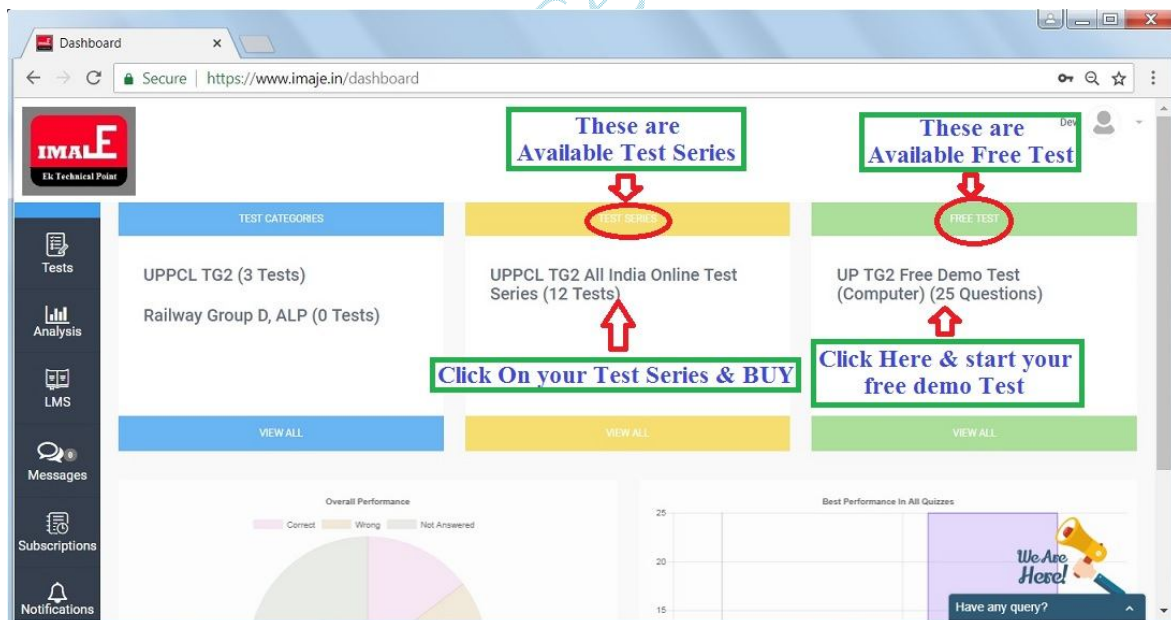 Dashboard
Secure | https://www.imaje.in/dashboard
IMAJE
Ek Technical Point
These are
Available Test Series
These are
Available Free Test
Dev
TEST CATEGORIES
TEST SERIES
FREE TEST
Tests
Analysis
LMS
0
Messages
Subscriptions
Notifications
UPPCL TG2 (3 Tests)
Railway Group D, ALP (0 Tests)
UPPCL TG2 All India Online Test
Series (12 Tests)
UP TG2 Free Demo Test
(Computer) (25 Questions)
Click On your Test Series & BUY
Click Here & start your
free demo Test
VIEW ALL
VIEW ALL
VIEW ALL
Overall Performance
Correct Wrong Not Answered
Best Performance In All Quizzes
25
20
15
We Are
Here!
Have any query?